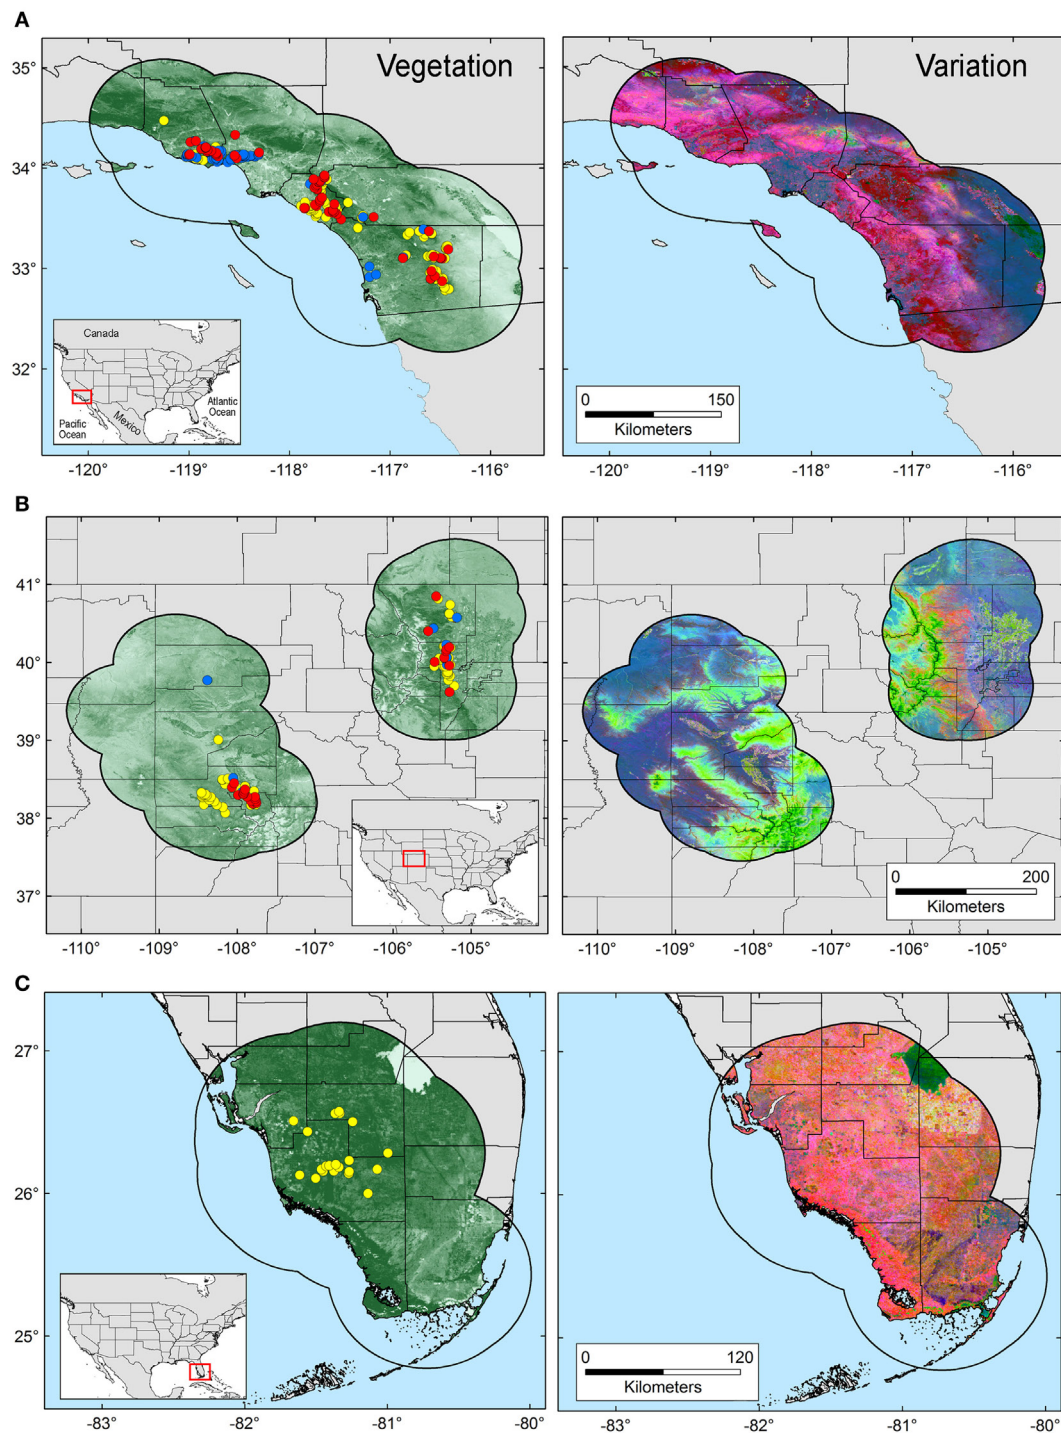 A
Vegetation
Variation
35°
34°
33°
32°
Canada
Atlantic
Ocean
Pacific
Ocean
Mexico
0 150
Kilometers
-120° -119° -118° -117° -116°
-120° -119° -118° -117° -116°
B
41°
40°
39°
38°
37°
0 200
Kilometers
-110° -109° -108° -107° -106° -105°
-110° -109° -108° -107° -106° -105°
C
27°
26°
25°
0 120
Kilometers
-83° -82° -81° -80°
-83° -82° -81° -80°